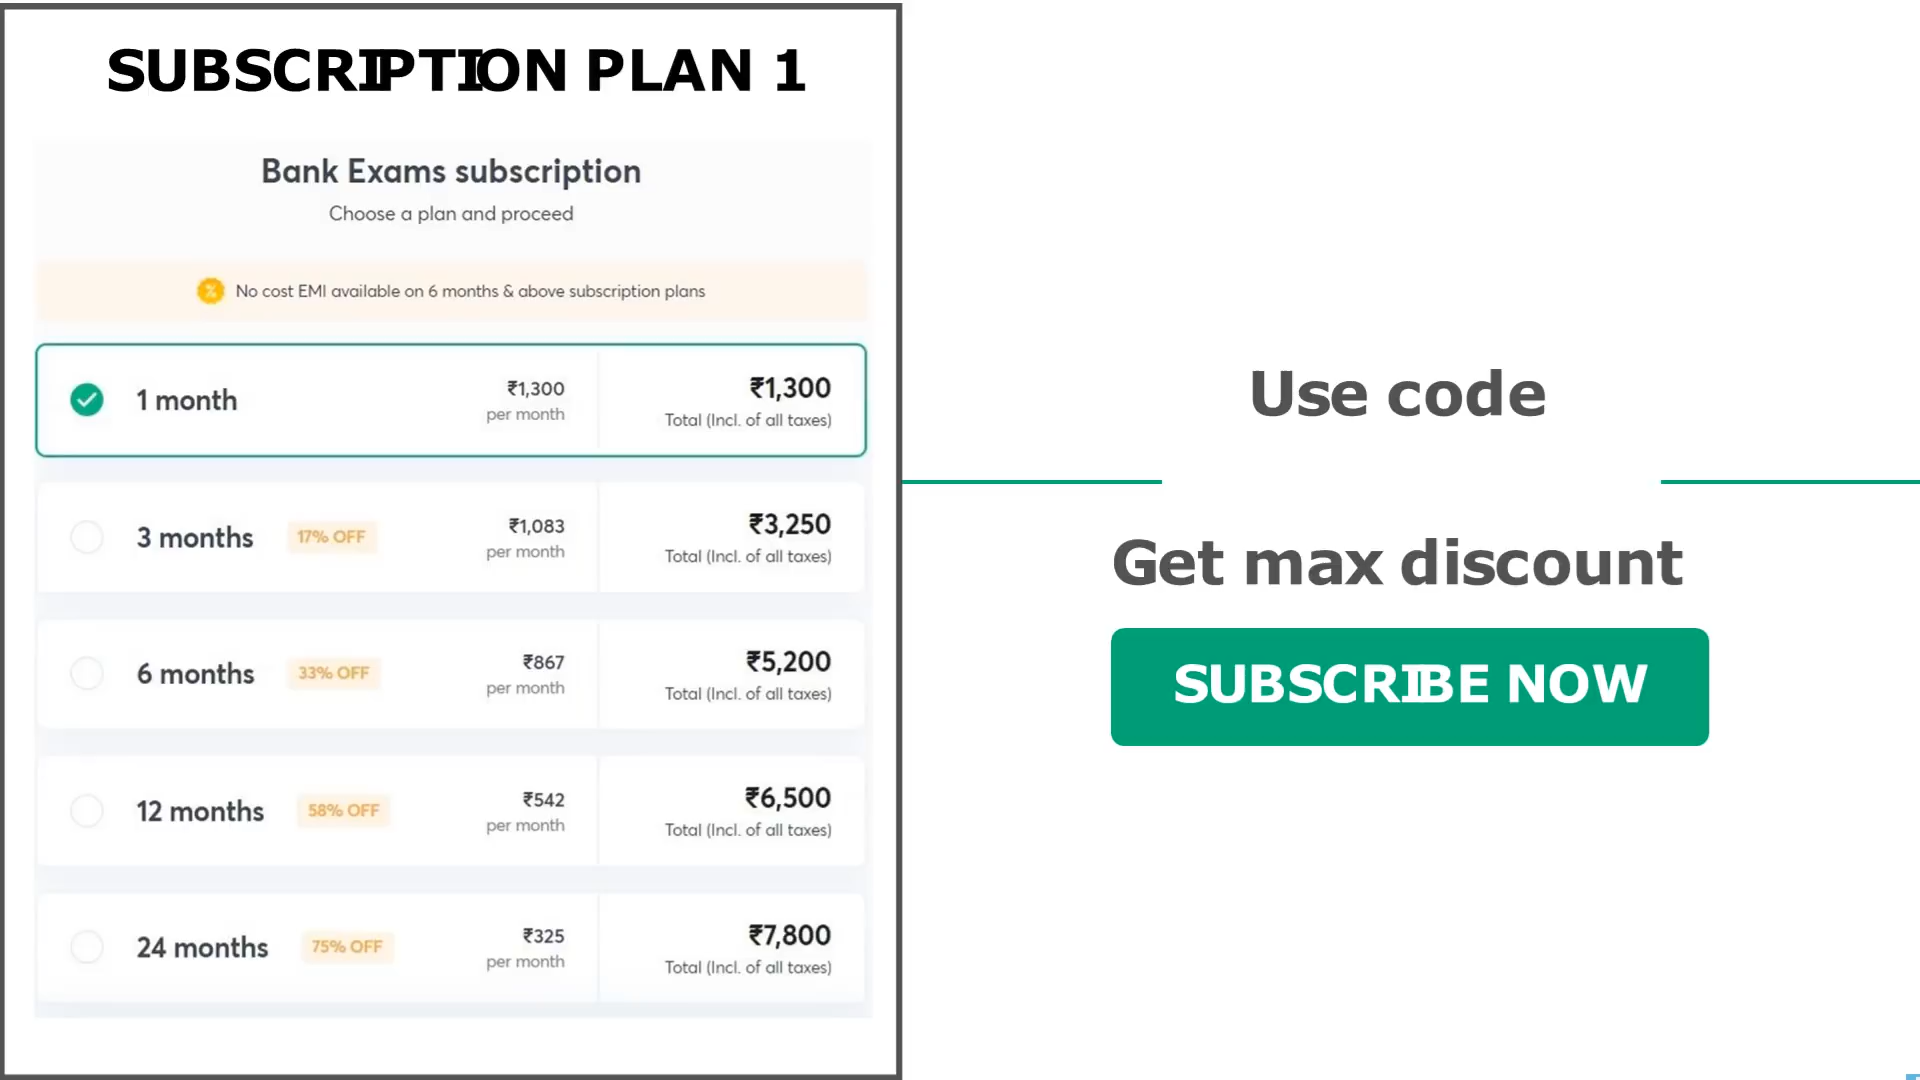 SUBSCRIPTION PLAN 1
Bank Exams subscription
Choose a plan and proceed
No cost EMI available on 6 months & above subscription plans
1 month ₹1,300 ₹1,300
per month Total (Incl. of all taxes)
3 months 17% OFF ₹1,083 ₹3,250
per month Total (Incl. of all taxes)
6 months 33% OFF ₹867 ₹5,200
per month Total (Incl. of all taxes)
12 months 58% OFF ₹542 ₹6,500
per month Total (Incl. of all taxes)
24 months 75% OFF ₹325 ₹7,800
per month Total (Incl. of all taxes)
Use code
Get max discount
SUBSCRIBE NOW